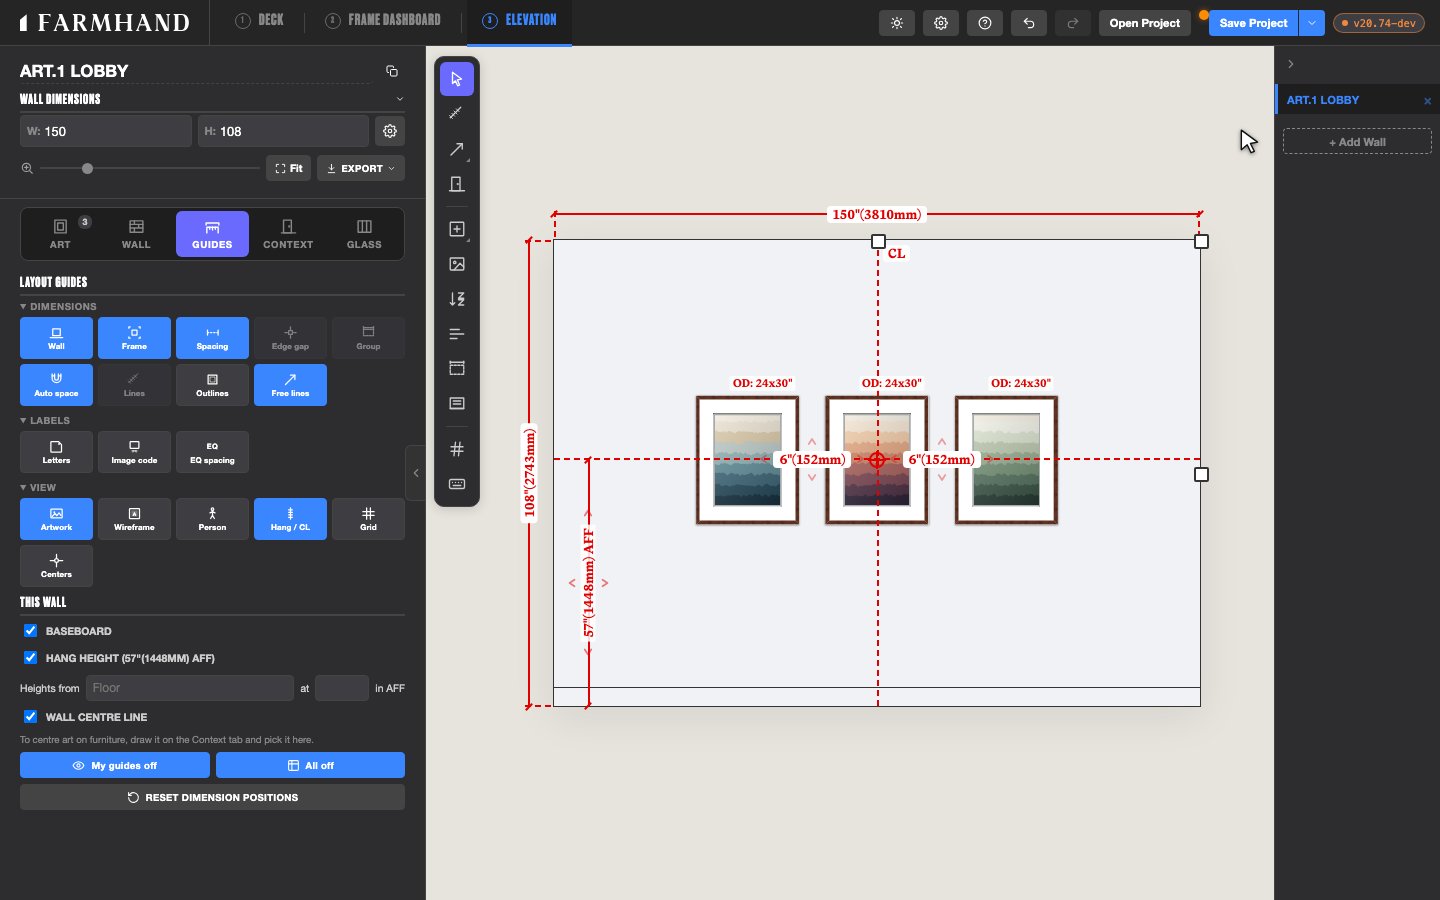 FARMHAND
1 DECK
2 FRAME DASHBOARD
3 ELEVATION
Open Project
Save Project
v20.74-dev
ART.1 LOBBY
WALL DIMENSIONS
W: 150
H: 108
Fit
EXPORT
ART 3
WALL
GUIDES
CONTEXT
GLASS
LAYOUT GUIDES
DIMENSIONS
Wall
Frame
Spacing
Edge gap
Group
Auto space
Lines
Outlines
Free lines
LABELS
Letters
Image code
EQ
EQ spacing
VIEW
Artwork
Wireframe
Person
Hang / CL
Grid
Centers
THIS WALL
BASEBOARD
HANG HEIGHT (57"(1448MM) AFF)
Heights from Floor at in AFF
WALL CENTRE LINE
To centre art on furniture, draw it on the Context tab and pick it here.
My guides off
All off
RESET DIMENSION POSITIONS
150"(3810mm)
CL
108"(2743mm)
OD: 24x30"
OD: 24x30"
OD: 24x30"
6"(152mm)
6"(152mm)
57"(1448mm) AFF
ART.1 LOBBY x
+ Add Wall